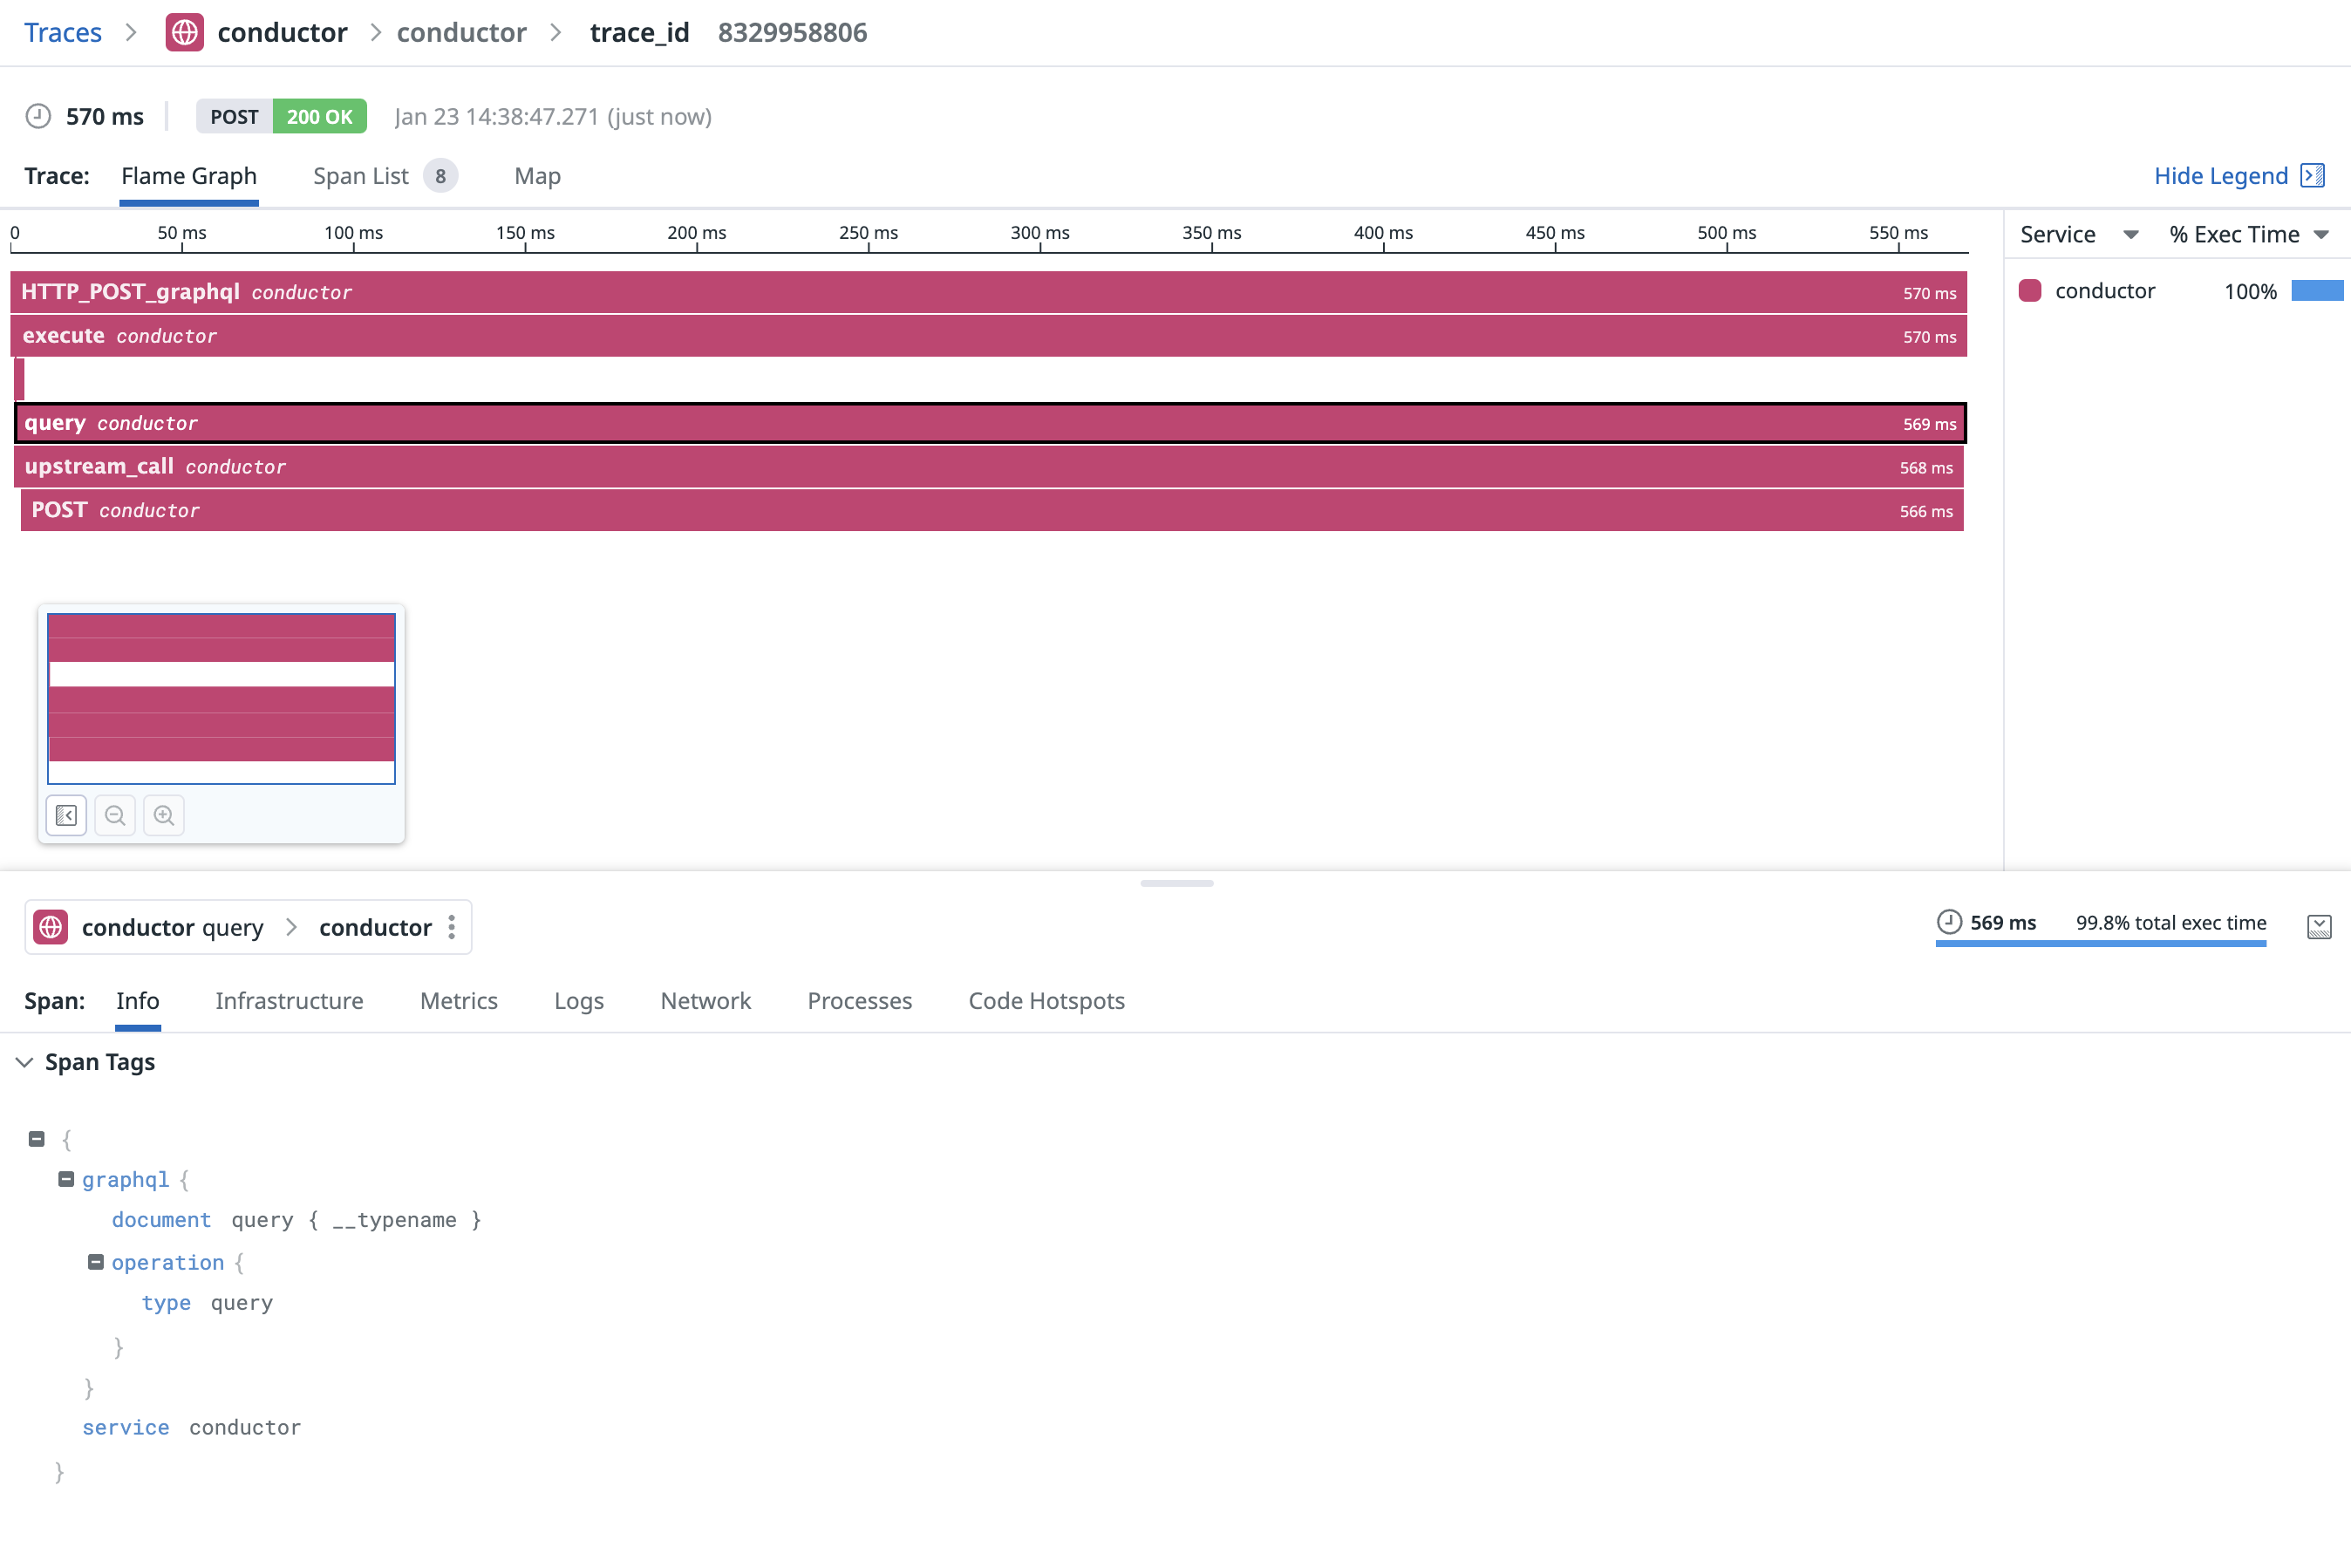 Traces > conductor > conductor > trace_id 8329958806
570 ms POST 200 OK Jan 23 14:38:47.271 (just now)
Trace: Flame Graph Span List 8 Map Hide Legend
0 50 ms 100 ms 150 ms 200 ms 250 ms 300 ms 350 ms 400 ms 450 ms 500 ms 550 ms
Service % Exec Time
conductor 100%
HTTP_POST_graphql conductor 570 ms
execute conductor 570 ms
query conductor 569 ms
upstream_call conductor 568 ms
POST conductor 566 ms
conductor query > conductor 569 ms 99.8% total exec time
Span: Info Infrastructure Metrics Logs Network Processes Code Hotspots
Span Tags
{
graphql {
document query { __typename }
operation {
type query
}
}
service conductor
}